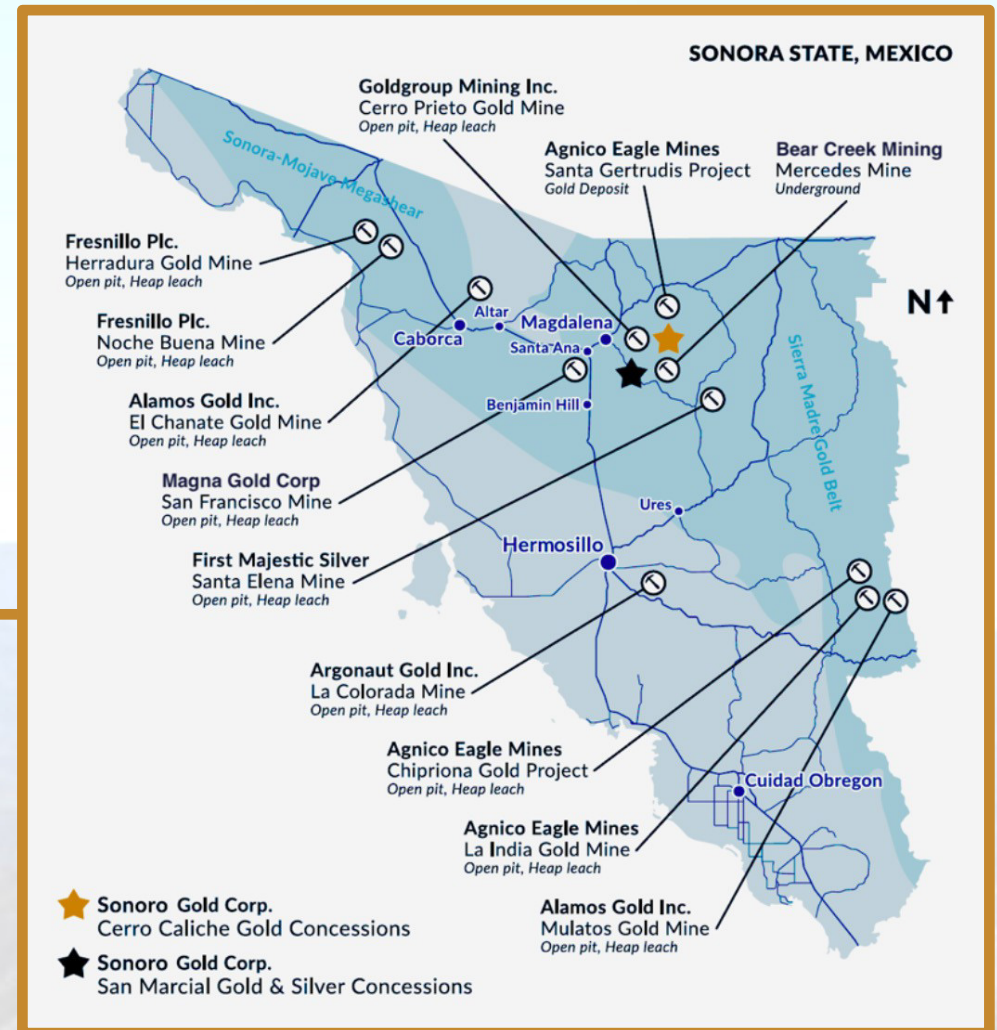 SONORA STATE, MEXICO
Goldgroup Mining Inc.
Cerro Prieto Gold Mine
Open pit, Heap leach
Agnico Eagle Mines
Santa Gertrudis Project
Gold Deposit
Bear Creek Mining
Mercedes Mine
Underground
Sonora-Mojave Megashear
Fresnillo Plc.
Herradura Gold Mine
Open pit, Heap leach
N
Fresnillo Plc.
Noche Buena Mine
Open pit, Heap leach
Altar
Caborca
Magdalena
Santa Ana
Benjamin Hill
Sierra Madre Gold Belt
Alamos Gold Inc.
El Chanate Gold Mine
Open pit, Heap leach
Magna Gold Corp
San Francisco Mine
Open pit, Heap leach
Ures
Hermosillo
First Majestic Silver
Santa Elena Mine
Open pit, Heap leach
Argonaut Gold Inc.
La Colorada Mine
Open pit, Heap leach
Agnico Eagle Mines
Chipriona Gold Project
Open pit, Heap leach
Cuidad Obregon
Agnico Eagle Mines
La India Gold Mine
Open pit, Heap leach
Alamos Gold Inc.
Mulatos Gold Mine
Open pit, Heap leach
Sonoro Gold Corp.
Cerro Caliche Gold Concessions
Sonoro Gold Corp.
San Marcial Gold & Silver Concessions